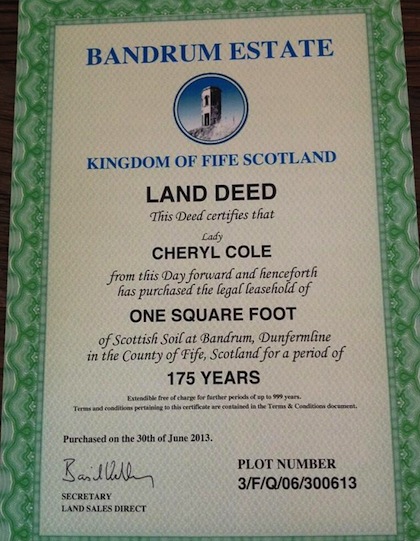 BANDRUM ESTATE
KINGDOM OF FIFE SCOTLAND
LAND DEED
This Deed certifies that
Lady
CHERYL COLE
from this Day forward and henceforth
has purchased the legal leasehold of
ONE SQUARE FOOT
of Scottish Soil at Bandrum, Dunfermline
in the County of Fife, Scotland for a period of
175 YEARS
Extendible free of charge for further periods of up to 999 years.
Terms and conditions pertaining to this certificate are contained in the Terms & Conditions document.
Purchased on the 30th of June 2013.
SECRETARY
LAND SALES DIRECT
PLOT NUMBER
3/F/Q/06/300613